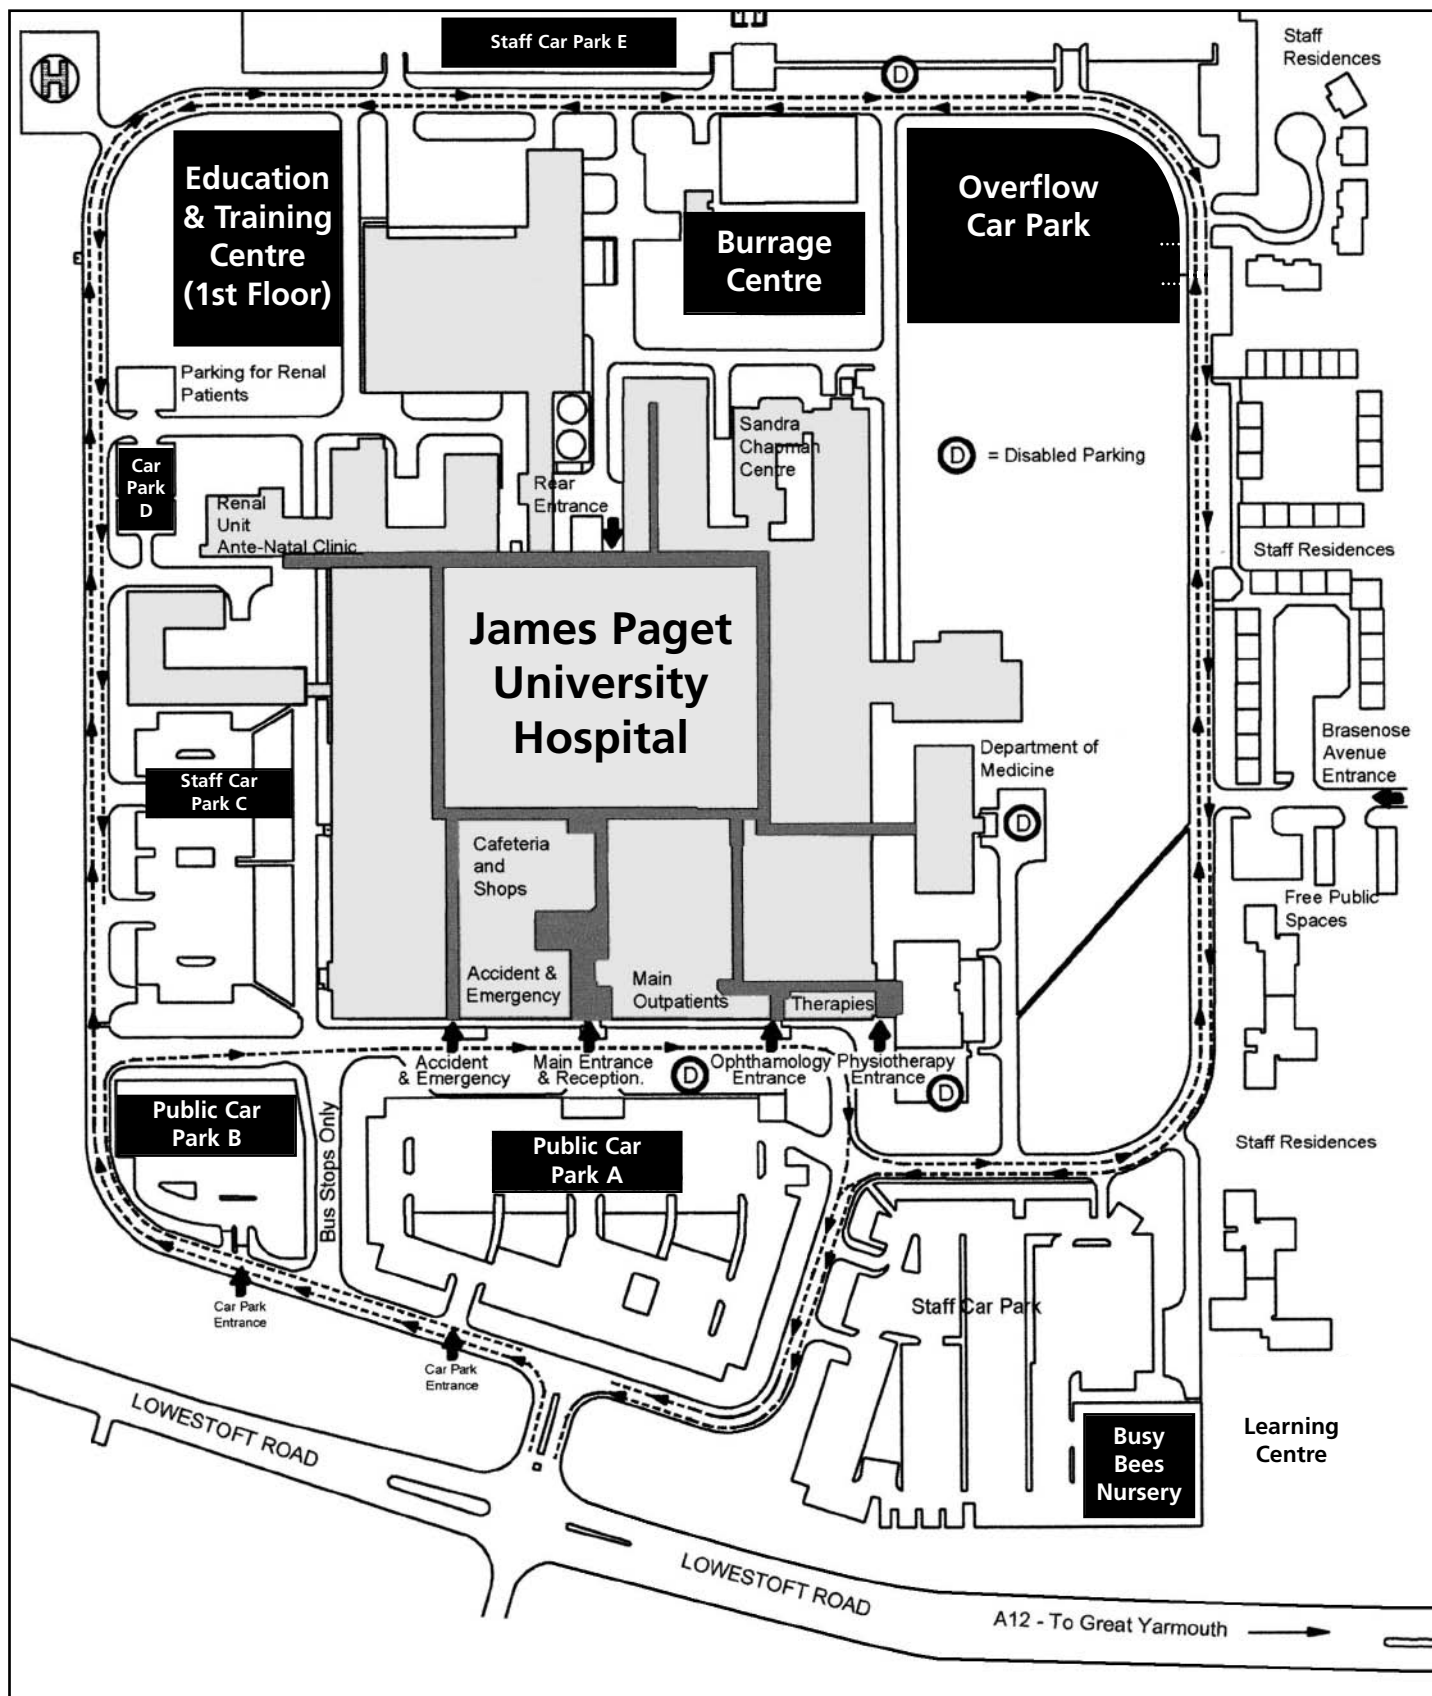 Staff Car Park E
Staff
Residences
H
D
Education
& Training
Centre
(1st Floor)
Overflow
Car Park
Burrage
Centre
Parking for Renal
Patients
Sandra
Chapman
Centre
D = Disabled Parking
Car
Park
D
Rear
Entrance
Renal
Unit
Ante-Natal Clinic
Staff Residences
James Paget
University
Hospital
Brasenose
Avenue
Entrance
Department of
Medicine
Staff Car
Park C
D
Cafeteria
and
Shops
Free Public
Spaces
Accident &
Emergency
Main
Outpatients
Therapies
Accident
& Emergency
Main Entrance
& Reception.
D
Ophthamology
Entrance
Physiotherapy
Entrance
D
Public Car
Park B
Bus Stops Only
Public Car
Park A
Staff Residences
Car Park
Entrance
Staff Car Park
Car Park
Entrance
LOWESTOFT ROAD
Busy
Bees
Nursery
Learning
Centre
LOWESTOFT ROAD
A12 - To Great Yarmouth